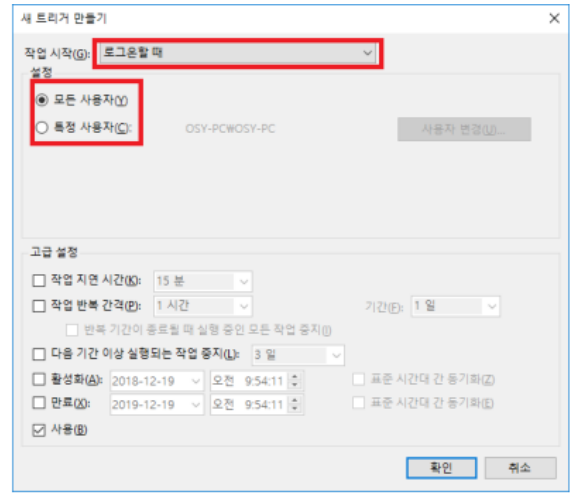 새 트리거 만들기
작업 시작(G): 로그온할 때
설정
모든 사용자(Y)
특정 사용자(C): OSY-PC₩OSY-PC 사용자 변경(U)...
고급 설정
작업 지연 시간(K): 15 분
작업 반복 간격(P): 1 시간 기간(F): 1 일
반복 기간이 종료될 때 실행 중인 모든 작업 중지(I)
다음 기간 이상 실행되는 작업 중지(L): 3 일
활성화(A): 2018-12-19 오전 9:54:11 표준 시간대 간 동기화(Z)
만료(X): 2019-12-19 오전 9:54:11 표준 시간대 간 동기화(E)
사용(B)
확인 취소